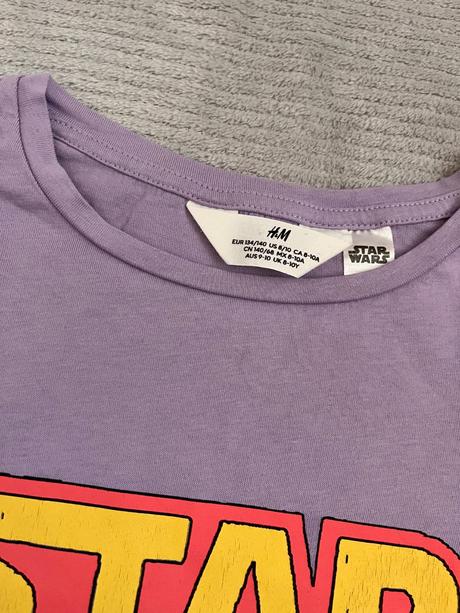 H&M
EUR 134/140 US 8/10 CA 8-10A
CN 140/68 MX 8-10A
AUS 9-10 UK 8-10Y
STAR
WARS
STAR